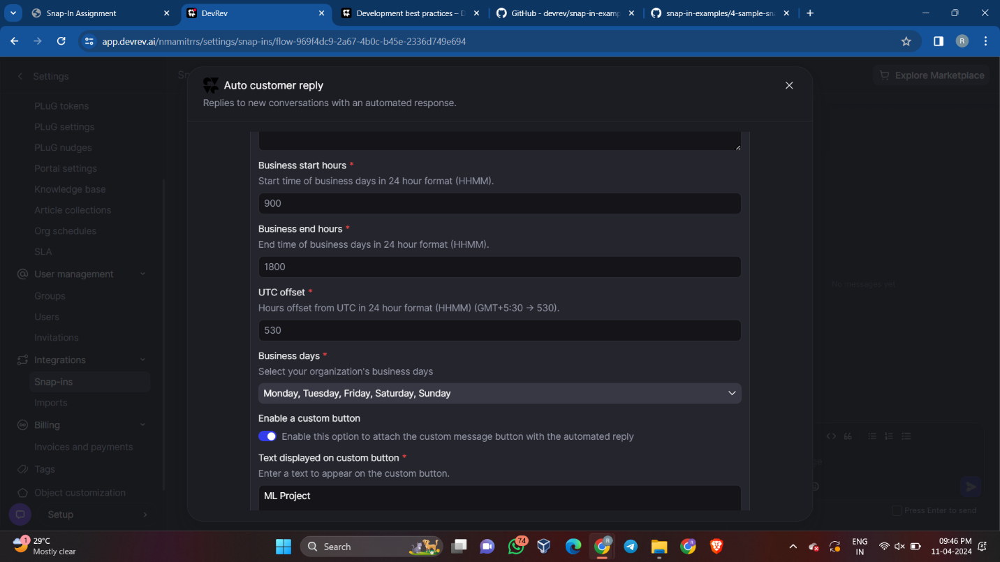 Snap-In Assignment
DevRev
Development best practices – D
GitHub - devrev/snap-in-examp
snap-in-examples/4-sample-sn
app.devrev.ai/nmamitrrs/settings/snap-ins/flow-969f4dc9-2a67-4b0c-b45e-2336d749e694
R
Settings
Sn
Explore Marketplace
PLuG tokens
PLuG settings
PLuG nudges
Portal settings
Knowledge base
Article collections
Org schedules
SLA
User management
Groups
Users
Invitations
Integrations
Snap-ins
Imports
Billing
Invoices and payments
Tags
Object customization
Setup
Auto customer reply
Replies to new conversations with an automated response.
Business start hours *
Start time of business days in 24 hour format (HHMM).
900
Business end hours *
End time of business days in 24 hour format (HHMM).
1800
UTC offset *
Hours offset from UTC in 24 hour format (HHMM) (GMT+5:30 → 530).
530
Business days *
Select your organization's business days
Monday, Tuesday, Friday, Saturday, Sunday
Enable a custom button
Enable this option to attach the custom message button with the automated reply
Text displayed on custom button *
Enter a text to appear on the custom button.
ML Project
No messages yet
Press Enter to send
1
29°C
Mostly clear
Search
74
R
ENG
IN
09:46 PM
11-04-2024